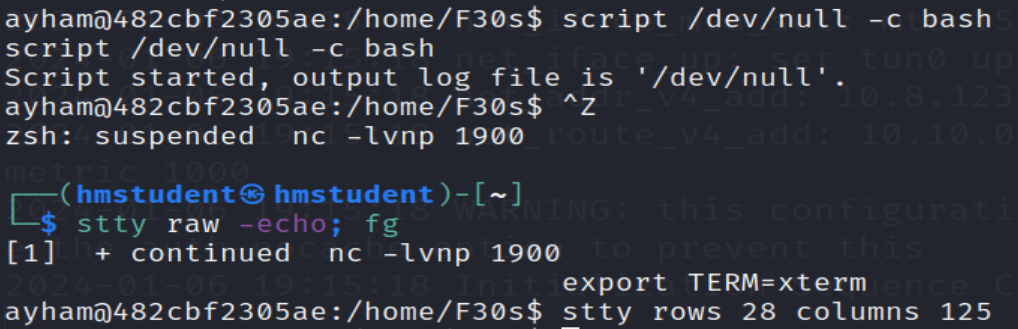 ayham@482cbf2305ae:/home/F30s$ script /dev/null -c bash
script /dev/null -c bash
Script started, output log file is '/dev/null'.
ayham@482cbf2305ae:/home/F30s$ ^Z
zsh: suspended  nc -lvnp 1900
metric 1000
┌──(hmstudent㉿hmstudent)-[~]
└─$ stty raw -echo; fg
[1]  + continued  nc -lvnp 1900
export TERM=xterm
ayham@482cbf2305ae:/home/F30s$ stty rows 28 columns 125